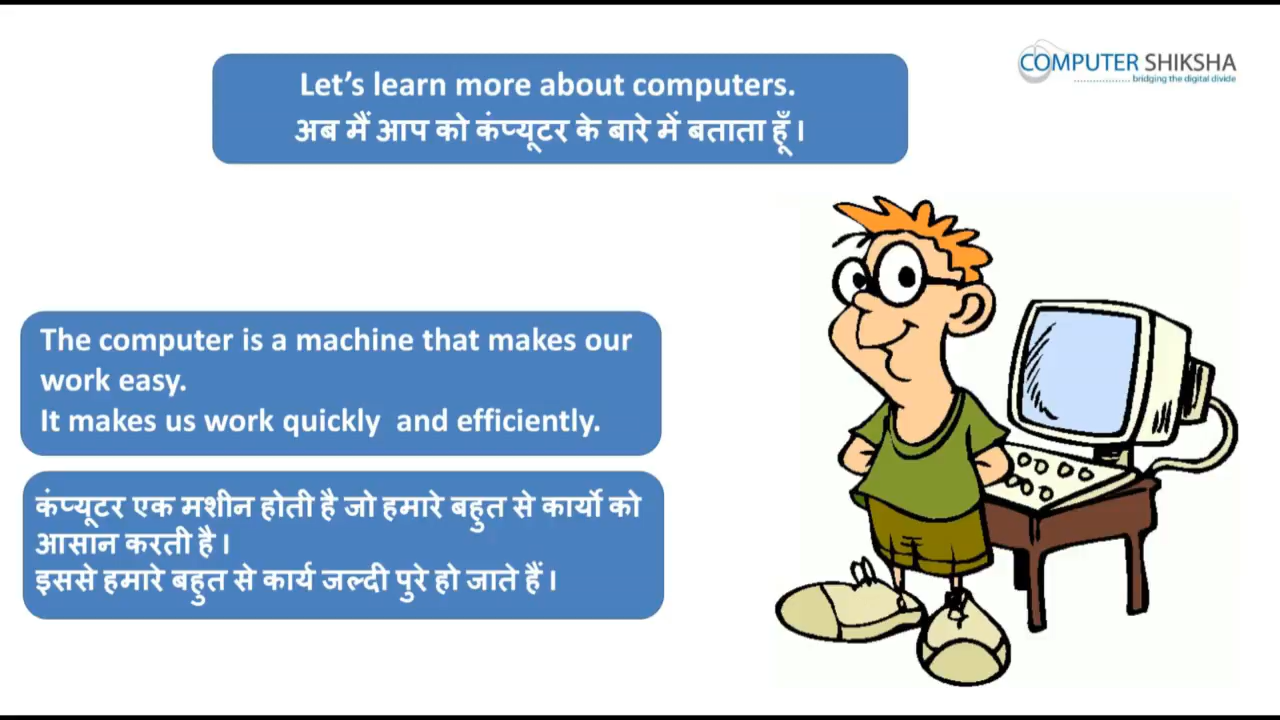 COMPUTER SHIKSHA
bridging the digital divide
Let's learn more about computers.
अब मैं आप को कंप्यूटर के बारे में बताता हूँ।
The computer is a machine that makes our
work easy.
It makes us work quickly and efficiently.
कंप्यूटर एक मशीन होती है जो हमारे बहुत से कार्यो को
आसान करती है।
इससे हमारे बहुत से कार्य जल्दी पुरे हो जाते हैं।